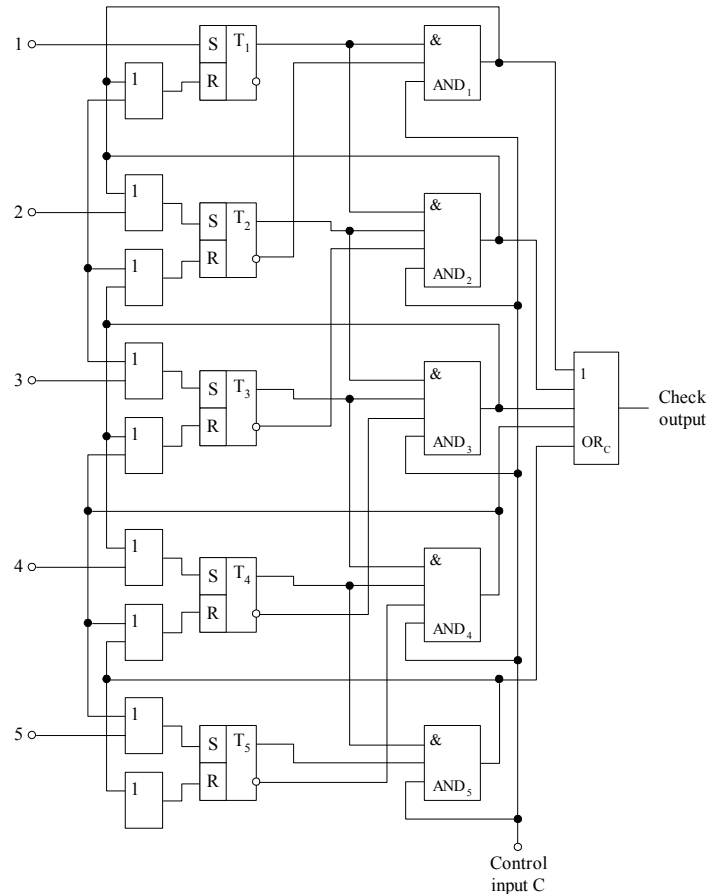 1
S
T1
R
1
&
AND1
1
2
S
T2
R
1
&
AND2
1
3
S
T3
R
1
&
AND3
1
ORC
Check
output
1
4
S
T4
R
1
&
AND4
1
5
S
T5
R
1
&
AND5
Control
input C